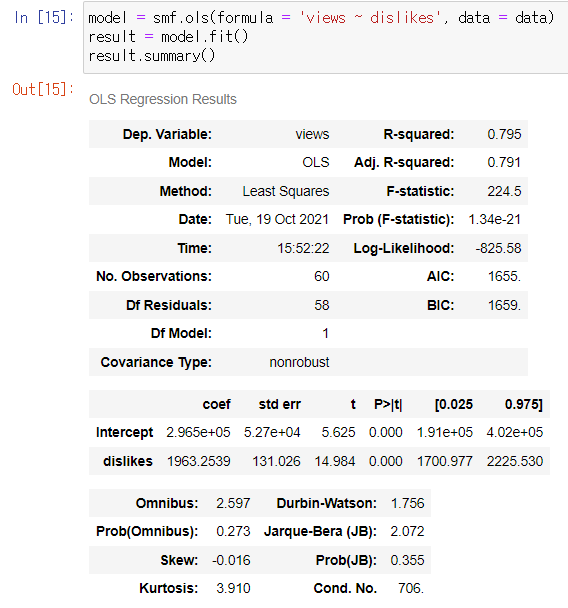 In [15]: model = smf.ols(formula = 'views ~ dislikes', data = data)
result = model.fit()
result.summary()
Out[15]:
OLS Regression Results
Dep. Variable: views R-squared: 0.795
Model: OLS Adj. R-squared: 0.791
Method: Least Squares F-statistic: 224.5
Date: Tue, 19 Oct 2021 Prob (F-statistic): 1.34e-21
Time: 15:52:22 Log-Likelihood: -825.58
No. Observations: 60 AIC: 1655.
Df Residuals: 58 BIC: 1659.
Df Model: 1
Covariance Type: nonrobust
coef std err t P>|t| [0.025 0.975]
Intercept 2.965e+05 5.27e+04 5.625 0.000 1.91e+05 4.02e+05
dislikes 1963.2539 131.026 14.984 0.000 1700.977 2225.530
Omnibus: 2.597 Durbin-Watson: 1.756
Prob(Omnibus): 0.273 Jarque-Bera (JB): 2.072
Skew: -0.016 Prob(JB): 0.355
Kurtosis: 3.910 Cond. No. 706.